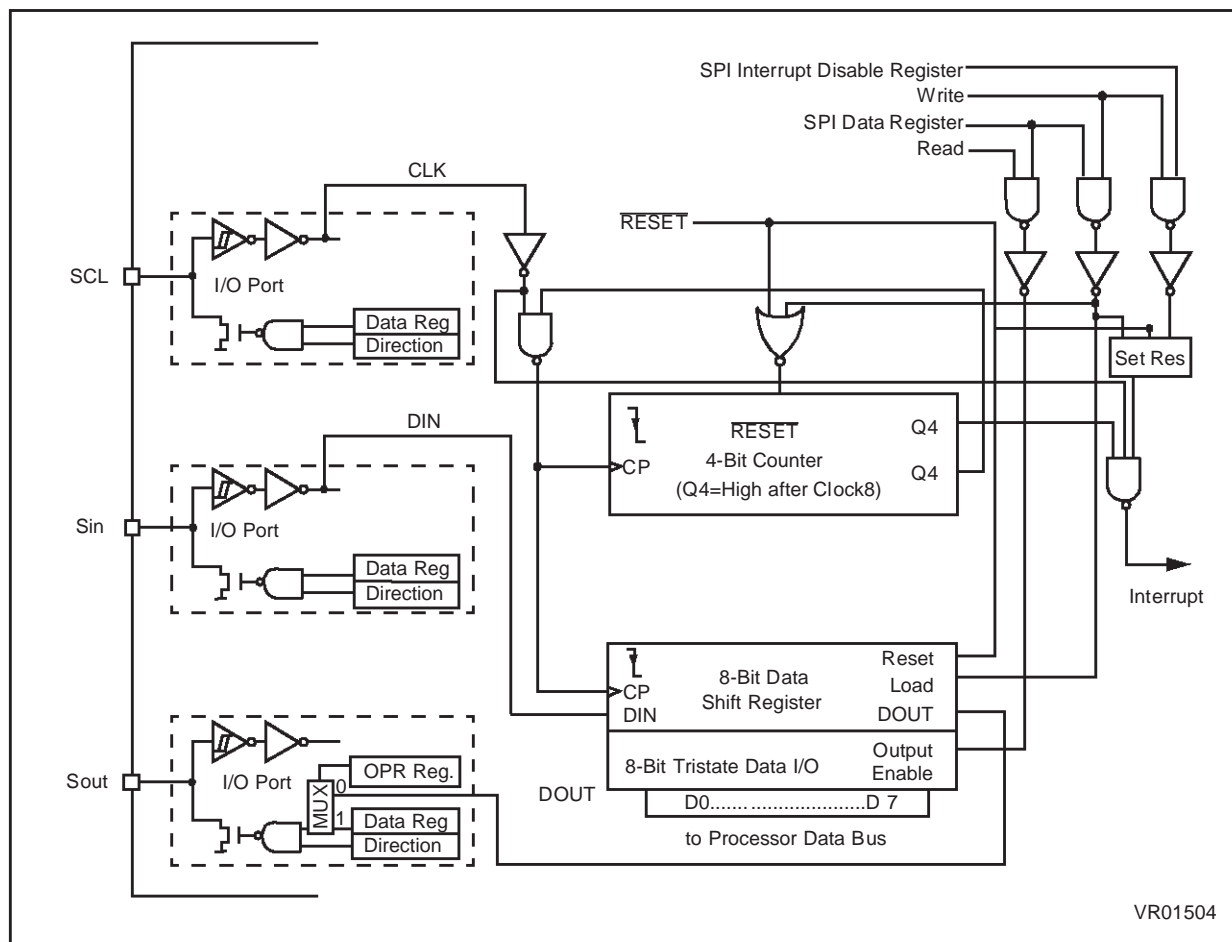 SPI Interrupt Disable Register
Write
SPI Data Register
Read
CLK
RESET
SCL
I/O Port
Data Reg
Direction
Set Res
DIN
RESET
Q4
4-Bit Counter
CP
Q4
(Q4=High after Clock8)
Sin
I/O Port
Data Reg
Direction
Interrupt
Reset
8-Bit Data
Load
CP
Shift Register
DIN
DOUT
Sout
I/O Port
OPR Reg.
MUX
0
1
Data Reg
Direction
Output
Enable
8-Bit Tristate Data I/O
DOUT
D0....... ......................D 7
to Processor Data Bus
VR01504